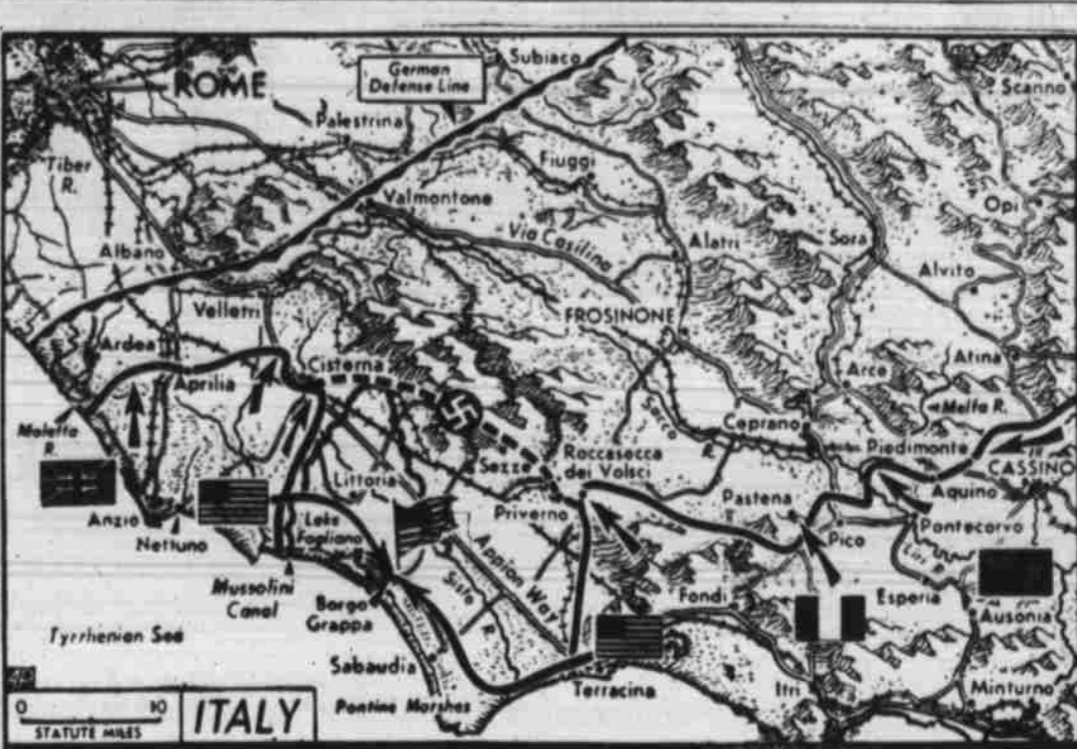 ROME
German
Defense Line
Subiaco
Scanno
Palestrina
Tiber
R.
Fiuggi
Valmontone
Opi
Via Casilina
Albano
Alatri
Sora
Alvito
Velletri
FROSINONE
Ardea
Cisterna
Atina
Aprilia
Arce
Melfa R.
Moletta
R.
Sacco
R.
Ceprano
Piedimonte
Sezze
Roccasecca
dei Volsci
CASSINO
Littoria
Aquino
Priverno
Pastena
Anzio
Lake
Fogliano
Pontecorvo
Nettuno
Pico
Appian Way
Liri R.
Mussolini
Canal
Sisto
R.
Borgo
Grappa
Fondi
Esperia
Ausonia
Tyrrhenian Sea
Sabaudia
Terracina
Itri
Minturno
Pontine Marshes
0 10
STATUTE MILES
ITALY